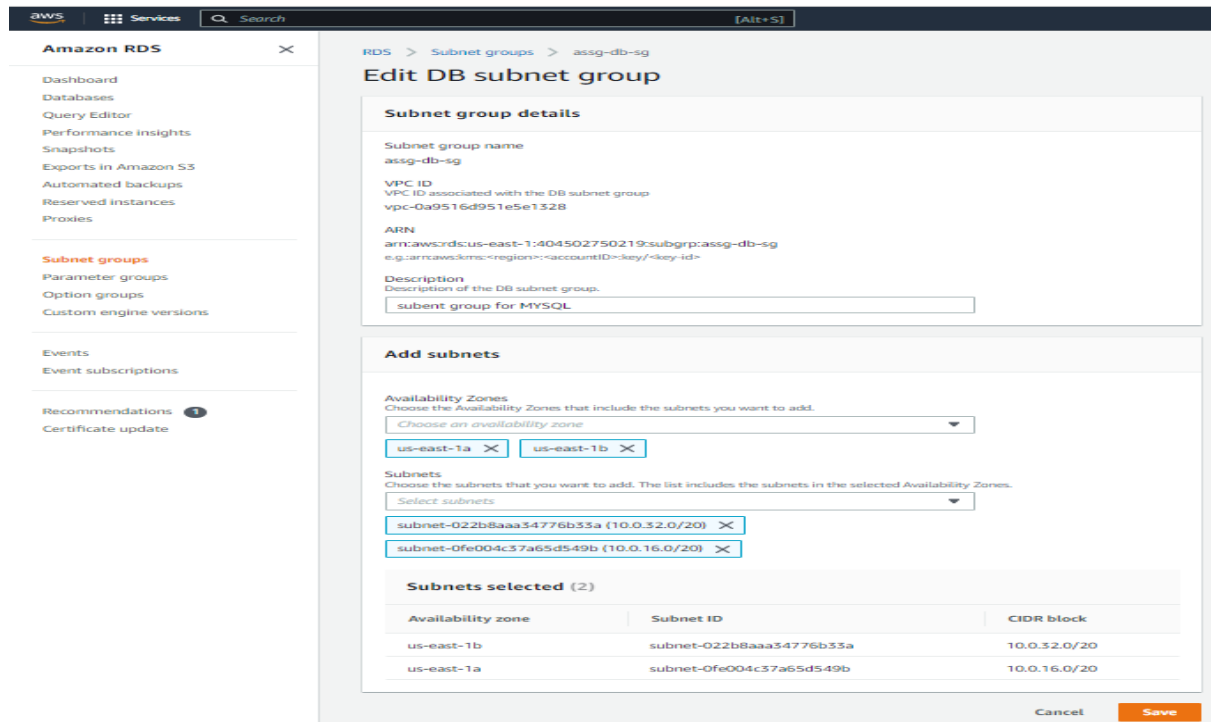 aws Services Search [Alt+S]
Amazon RDS
Dashboard
Databases
Query Editor
Performance insights
Snapshots
Exports in Amazon S3
Automated backups
Reserved instances
Proxies
Subnet groups
Parameter groups
Option groups
Custom engine versions
Events
Event subscriptions
Recommendations 1
Certificate update
RDS > Subnet groups > assg-db-sg
Edit DB subnet group
Subnet group details
Subnet group name
assg-db-sg
VPC ID
VPC ID associated with the DB subnet group
vpc-0a9516d951e5e1328
ARN
arn:aws:rds:us-east-1:404502750219:subgrp:assg-db-sg
e.g.:arn:aws:kms:<region>:<accountID>:key/<key-id>
Description
Description of the DB subnet group.
subent group for MYSQL
Add subnets
Availability Zones
Choose the Availability Zones that include the subnets you want to add.
Choose an availability zone
us-east-1a us-east-1b
Subnets
Choose the subnets that you want to add. The list includes the subnets in the selected Availability Zones.
Select subnets
subnet-022b8aaa34776b33a (10.0.32.0/20)
subnet-0fe004c37a65d549b (10.0.16.0/20)
Subnets selected (2)
Availability zone Subnet ID CIDR block
us-east-1b subnet-022b8aaa34776b33a 10.0.32.0/20
us-east-1a subnet-0fe004c37a65d549b 10.0.16.0/20
Cancel Save